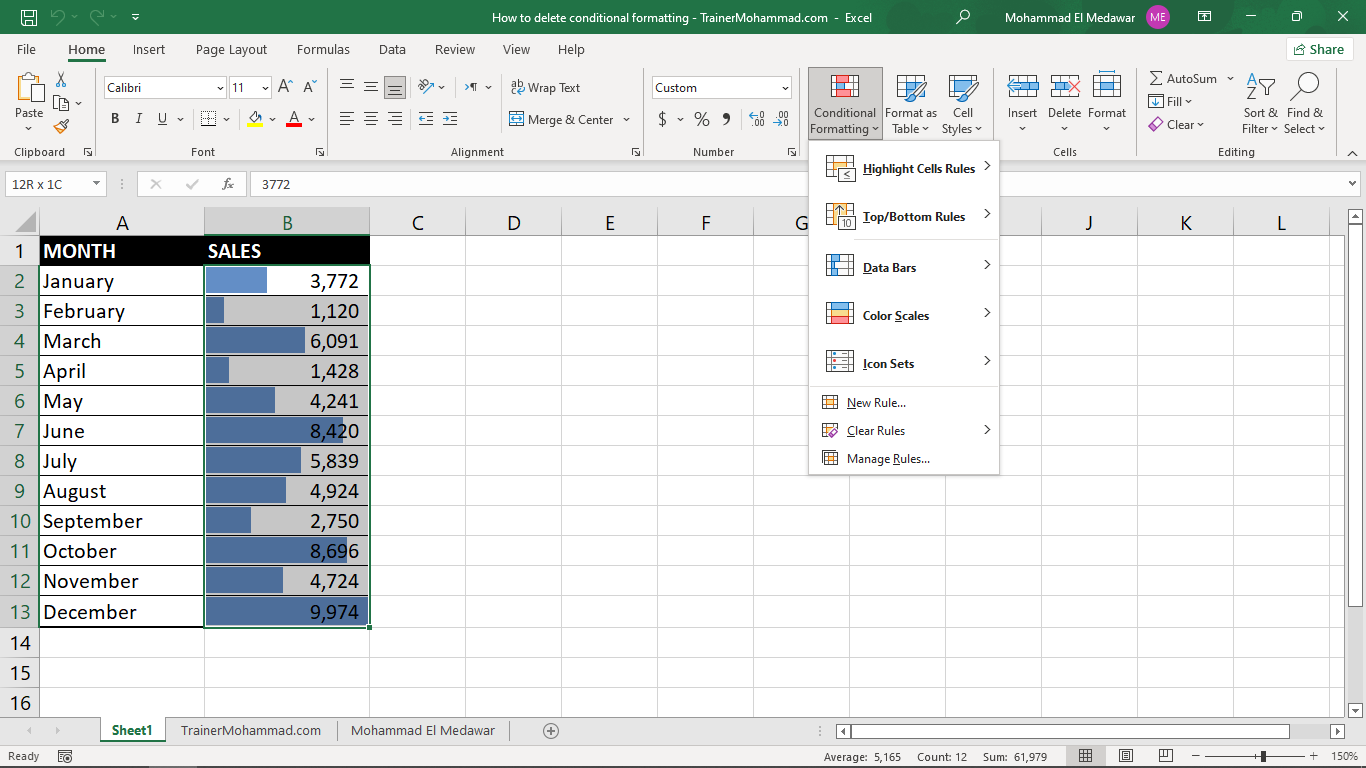 How to delete conditional formatting - TrainerMohammad.com - Excel
Mohammad El Medawar
ME
File Home Insert Page Layout Formulas Data Review View Help
Share
Paste
Calibri 11
B I U
A A
A
ab Wrap Text
Merge & Center
Custom
$ % 9
.00 .0
Conditional Formatting
Format as Table
Cell Styles
Insert
Delete
Format
AutoSum
Fill
Clear
Sort & Filter
Find & Select
Clipboard Font Alignment Number Cells Editing
12R x 1C
fx
3772
Highlight Cells Rules
Top/Bottom Rules
10
Data Bars
Color Scales
Icon Sets
New Rule...
Clear Rules
Manage Rules...
A B C D E F G J K L
1 MONTH SALES
2 January 3,772
3 February 1,120
4 March 6,091
5 April 1,428
6 May 4,241
7 June 8,420
8 July 5,839
9 August 4,924
10 September 2,750
11 October 8,696
12 November 4,724
13 December 9,974
14
15
16
Sheet1 TrainerMohammad.com Mohammad El Medawar
Ready
Average: 5,165 Count: 12 Sum: 61,979
150%